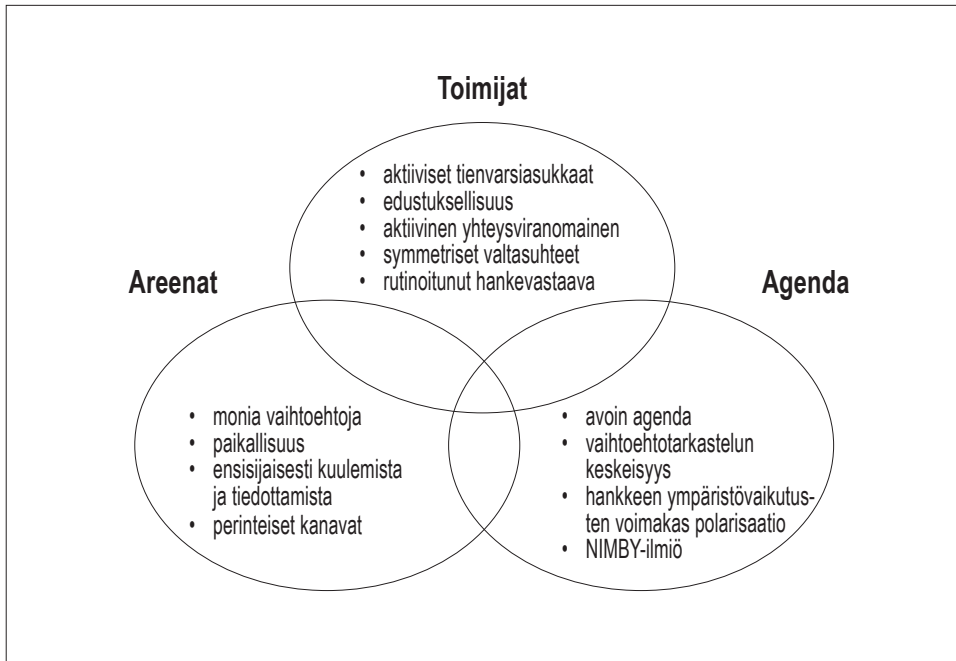 Toimijat
• aktiiviset tienvarsiasukkaat
• edustuksellisuus
• aktiivinen yhteysviranomainen
• symmetriset valtasuhteet
• rutinoitunut hankevastaava
Areenat
• monia vaihtoehtoja
• paikallisuus
• ensisijaisesti kuulemista
ja tiedottamista
• perinteiset kanavat
Agenda
• avoin agenda
• vaihtoehtotarkastelun
keskeisyys
• hankkeen ympäristövaikutus-
ten voimakas polarisaatio
• NIMBY-ilmiö